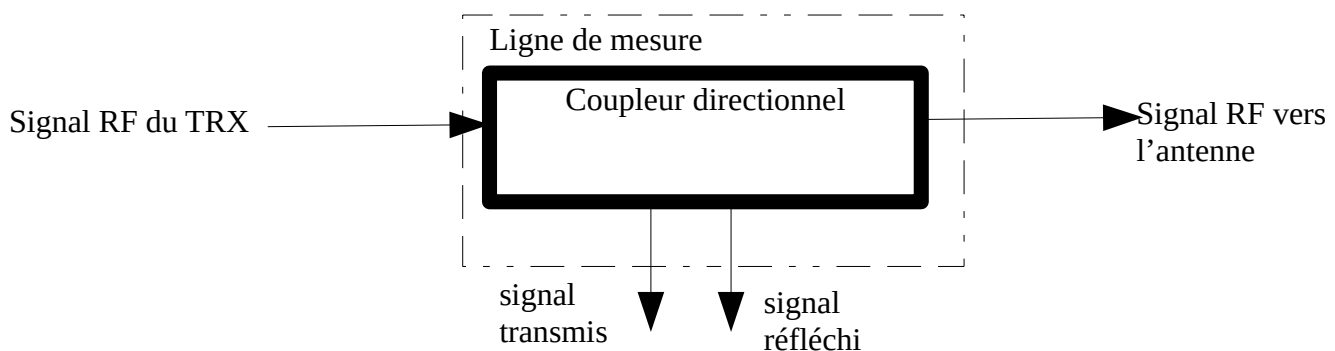 Ligne de mesure
Coupleur directionnel
Signal RF du TRX
Signal RF vers
l’antenne
signal
transmis
signal
réfléchi